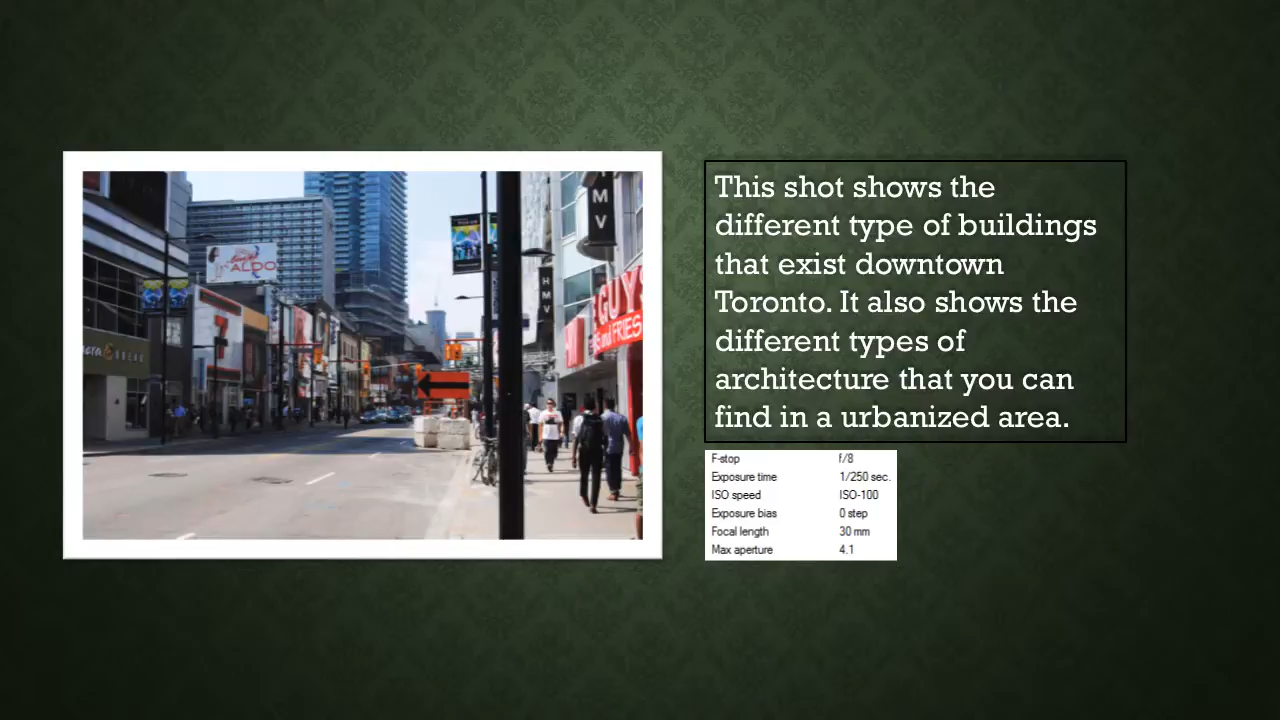 ALDO
HMV
HMV
GUYS
and FRIES
This shot shows the
different type of buildings
that exist downtown
Toronto. It also shows the
different types of
architecture that you can
find in a urbanized area.
F-stop f/8
Exposure time 1/250 sec.
ISO speed ISO-100
Exposure bias 0 step
Focal length 30 mm
Max aperture 4.1